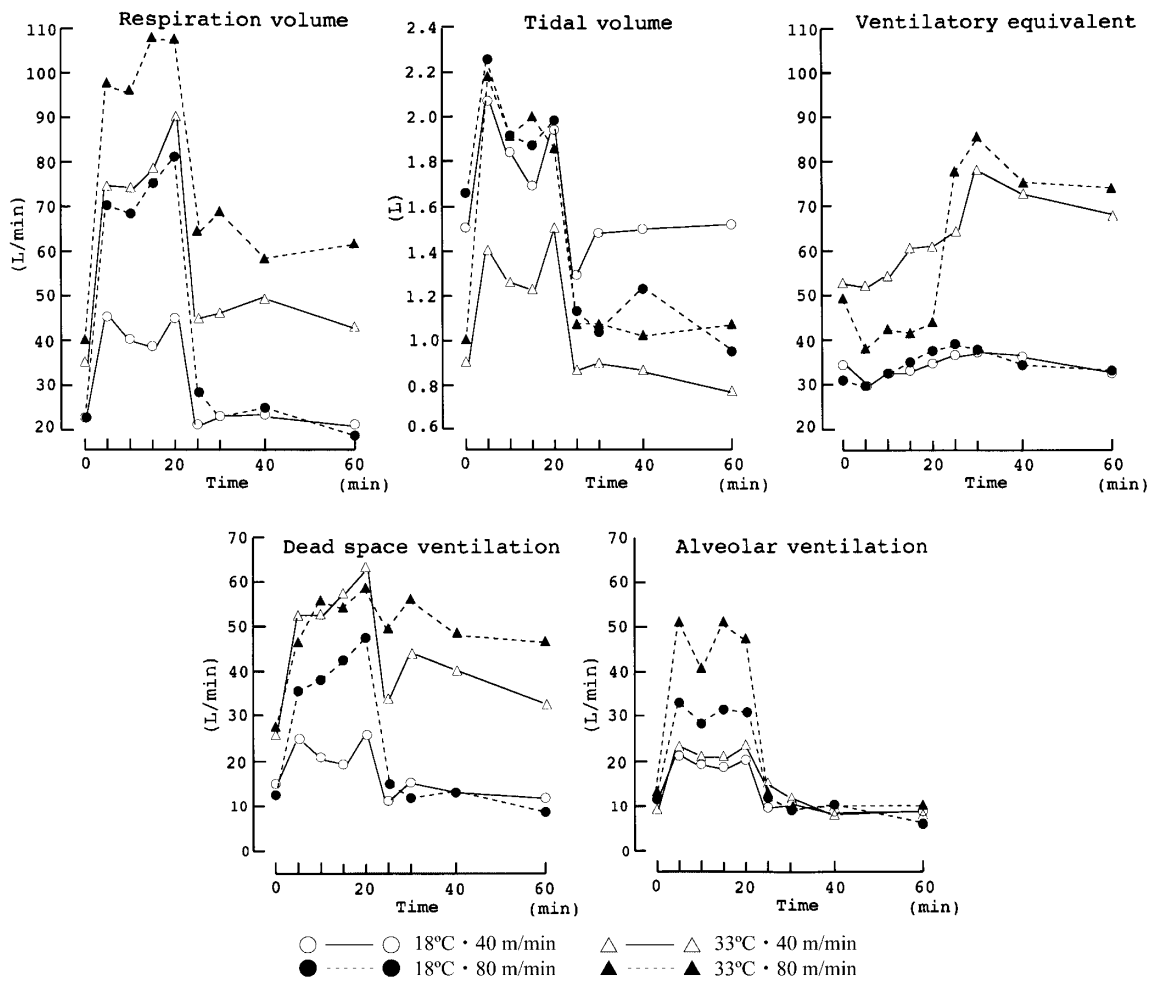 Respiration volume
110
100
90
80
70
60
50
40
30
20
(L/min)
0 20 40 60
Time (min)
Tidal volume
2.4
2.2
2.0
1.8
1.6
1.4
1.2
1.0
0.8
0.6
(L)
0 20 40 60
Time (min)
Ventilatory equivalent
110
100
90
80
70
60
50
40
30
20
0 20 40 60
Time (min)
Dead space ventilation
70
60
50
40
30
20
10
0
(L/min)
0 20 40 60
Time (min)
Alveolar ventilation
70
60
50
40
30
20
10
0
(L/min)
0 20 40 60
Time (min)
18ºC・40 m/min
33ºC・40 m/min
18ºC・80 m/min
33ºC・80 m/min